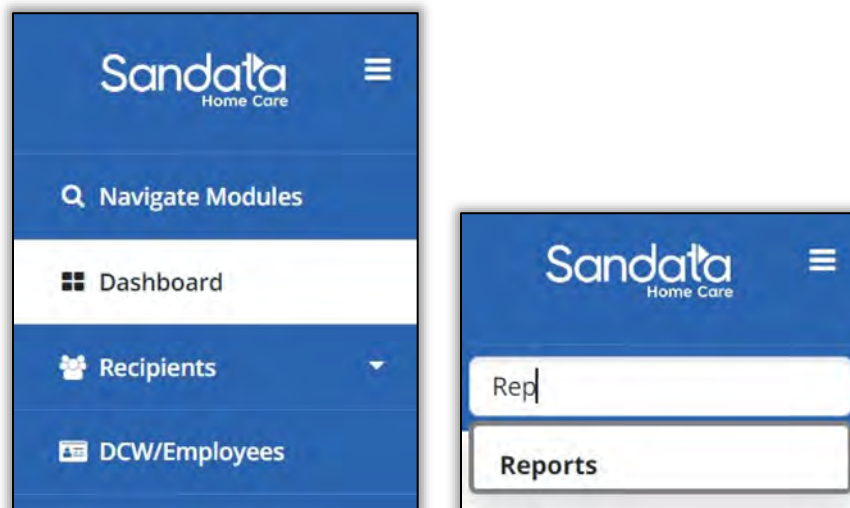 Sandata
Home Care
Navigate Modules
Dashboard
Recipients
DCW/Employees
Sandata
Home Care
Rep
Reports